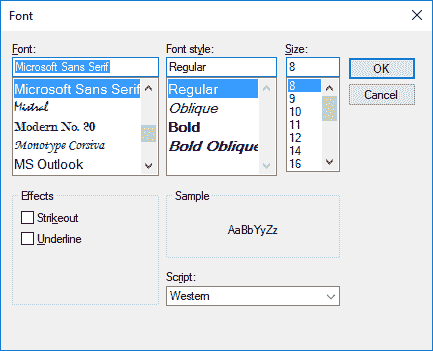 Font
Font:
Font style:
Size:
Microsoft Sans Serif
Regular
8
OK
Microsoft Sans Serif
Mistral
Modern No. 20
Monotype Corsiva
MS Outlook
Regular
Oblique
Bold
Bold Oblique
8
9
10
11
12
14
16
Cancel
Effects
Strikeout
Underline
Sample
AaBbYyZz
Script:
Western